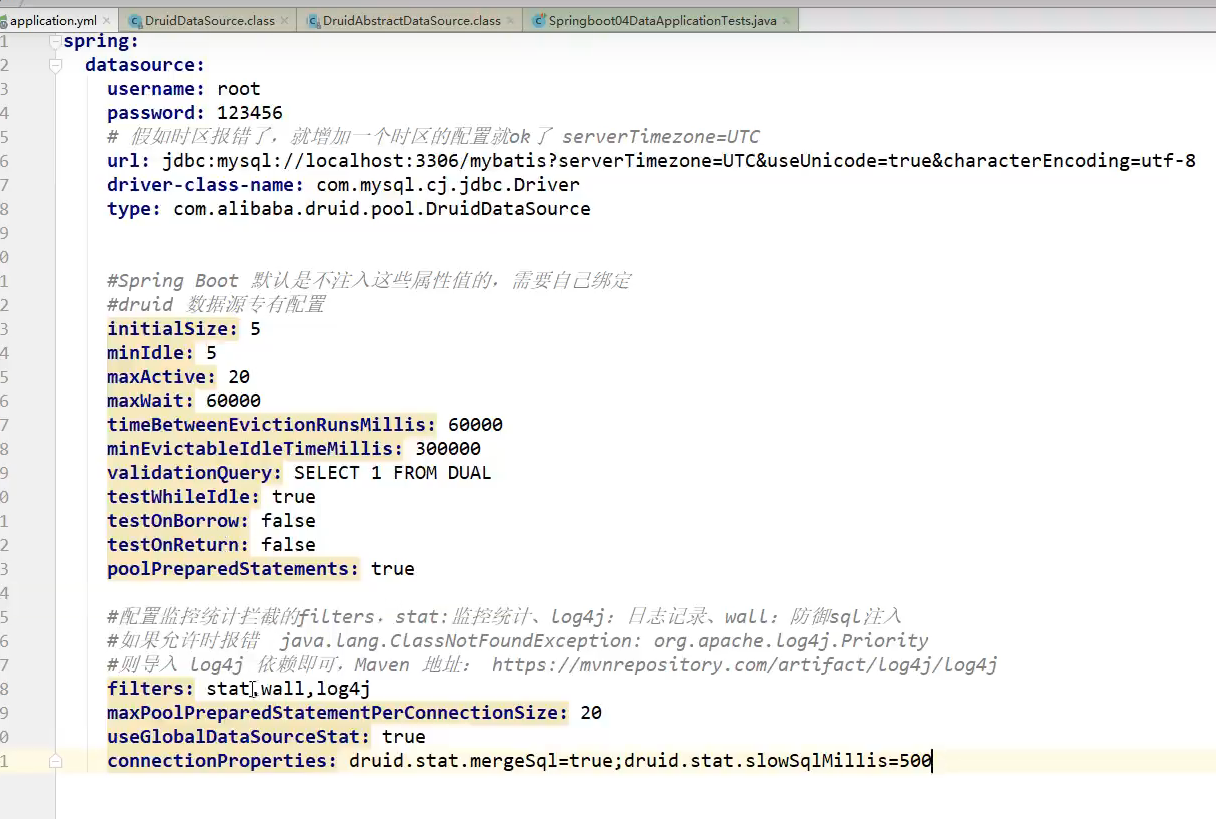 application.yml DruidDataSource.class DruidAbstractDataSource.class Springboot04DataApplicationTests.java
1 spring:
2 datasource:
3 username: root
4 password: 123456
5 # 假如时区报错了，就增加一个时区的配置就ok了 serverTimezone=UTC
6 url: jdbc:mysql://localhost:3306/mybatis?serverTimezone=UTC&useUnicode=true&characterEncoding=utf-8
7 driver-class-name: com.mysql.cj.jdbc.Driver
8 type: com.alibaba.druid.pool.DruidDataSource
9
0
1 #Spring Boot 默认是不注入这些属性值的，需要自己绑定
2 #druid 数据源专有配置
3 initialSize: 5
4 minIdle: 5
5 maxActive: 20
6 maxWait: 60000
7 timeBetweenEvictionRunsMillis: 60000
8 minEvictableIdleTimeMillis: 300000
9 validationQuery: SELECT 1 FROM DUAL
0 testWhileIdle: true
1 testOnBorrow: false
2 testOnReturn: false
3 poolPreparedStatements: true
4
5 #配置监控统计拦截的filters，stat:监控统计、log4j：日志记录、wall：防御sql注入
6 #如果允许时报错 java.lang.ClassNotFoundException: org.apache.log4j.Priority
7 #则导入 log4j 依赖即可，Maven 地址： https://mvnrepository.com/artifact/log4j/log4j
8 filters: stat,wall,log4j
9 maxPoolPreparedStatementPerConnectionSize: 20
0 useGlobalDataSourceStat: true
1 connectionProperties: druid.stat.mergeSql=true;druid.stat.slowSqlMillis=500